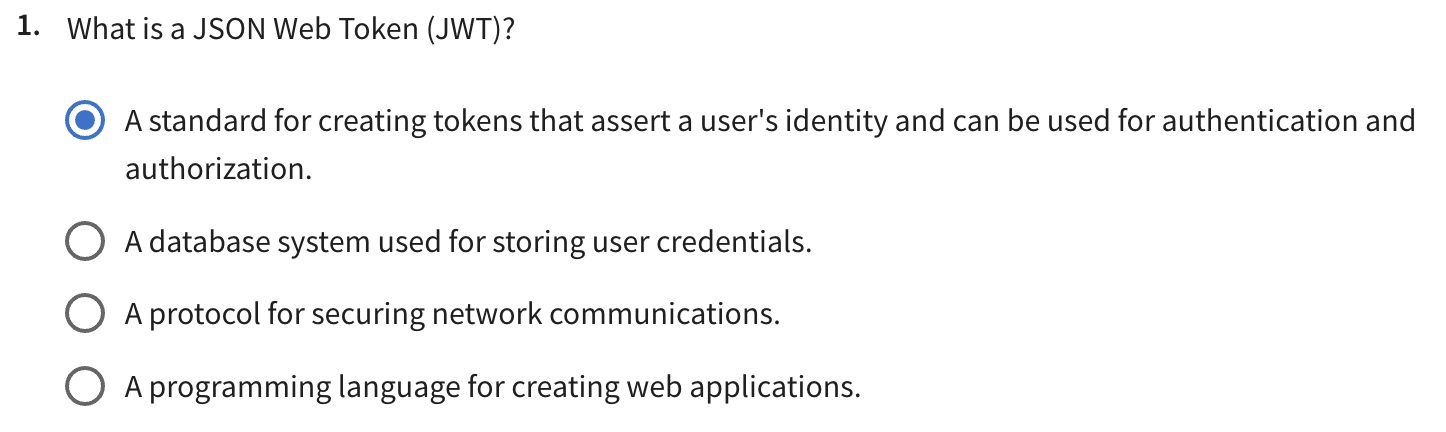 1. What is a JSON Web Token (JWT)?
A standard for creating tokens that assert a user's identity and can be used for authentication and
authorization.
A database system used for storing user credentials.
A protocol for securing network communications.
A programming language for creating web applications.